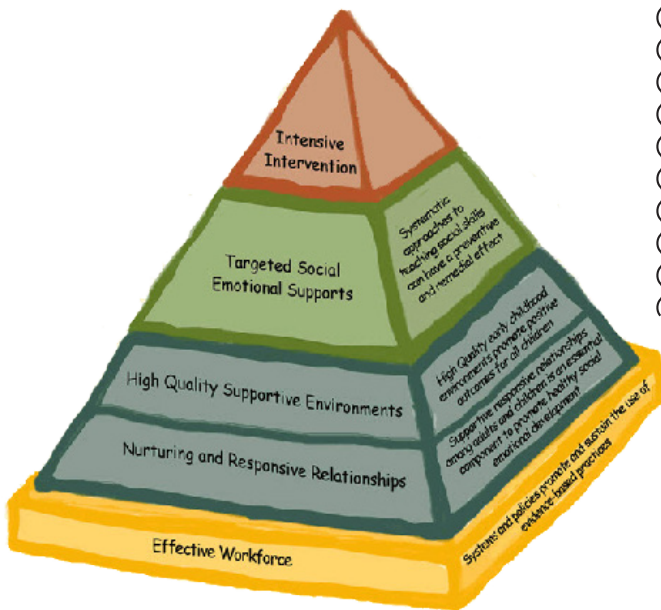 Intensive
Intervention
Targeted Social
Emotional Supports
Systematic
approaches to
teaching social skills
can have a preventive
and remedial effect
High Quality Supportive Environments
High Quality early childhood
environments promote positive
outcomes for all children
Nurturing and Responsive Relationships
Supportive responsive relationships
among adults and children is an essential
component to promote healthy social
emotional development
Effective Workforce
Systems and policies promote and sustain the use of
evidence-based practices